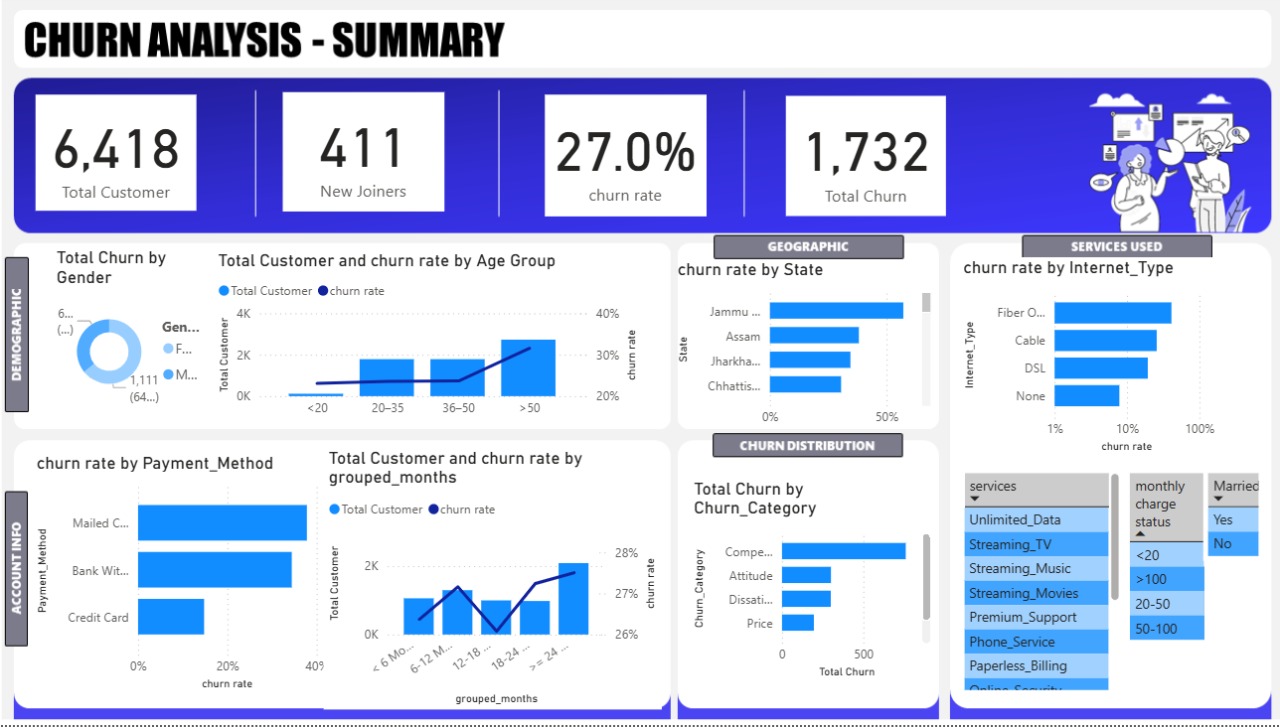 CHURN ANALYSIS - SUMMARY
6,418
Total Customer
411
New Joiners
27.0%
churn rate
1,732
Total Churn
DEMOGRAPHIC
Total Churn by
Gender
6...
(...)
1,111
(64...)
Gen...
F...
M...
Total Customer and churn rate by Age Group
Total Customer
churn rate
Total Customer
4K
2K
0K
<20
20–35
36–50
>50
40%
30%
20%
churn rate
GEOGRAPHIC
churn rate by State
State
Jammu ...
Assam
Jharkha...
Chhattis...
0%
50%
SERVICES USED
churn rate by Internet_Type
Internet_Type
Fiber O...
Cable
DSL
None
1%
10%
100%
churn rate
ACCOUNT INFO
churn rate by Payment_Method
Payment_Method
Mailed C...
Bank Wit...
Credit Card
0%
20%
40%
churn rate
Total Customer and churn rate by
grouped_months
Total Customer
churn rate
Total Customer
2K
0K
< 6 Mo...
6-12 M...
12-18 ...
18-24 ...
>= 24 ...
28%
27%
26%
churn rate
grouped_months
CHURN DISTRIBUTION
Total Churn by
Churn_Category
Churn_Category
Compe...
Attitude
Dissati...
Price
0
500
Total Churn
services
Unlimited_Data
Streaming_TV
Streaming_Music
Streaming_Movies
Premium_Support
Phone_Service
Paperless_Billing
Online_Security
monthly
charge
status
<20
>100
20-50
50-100
Married
Yes
No